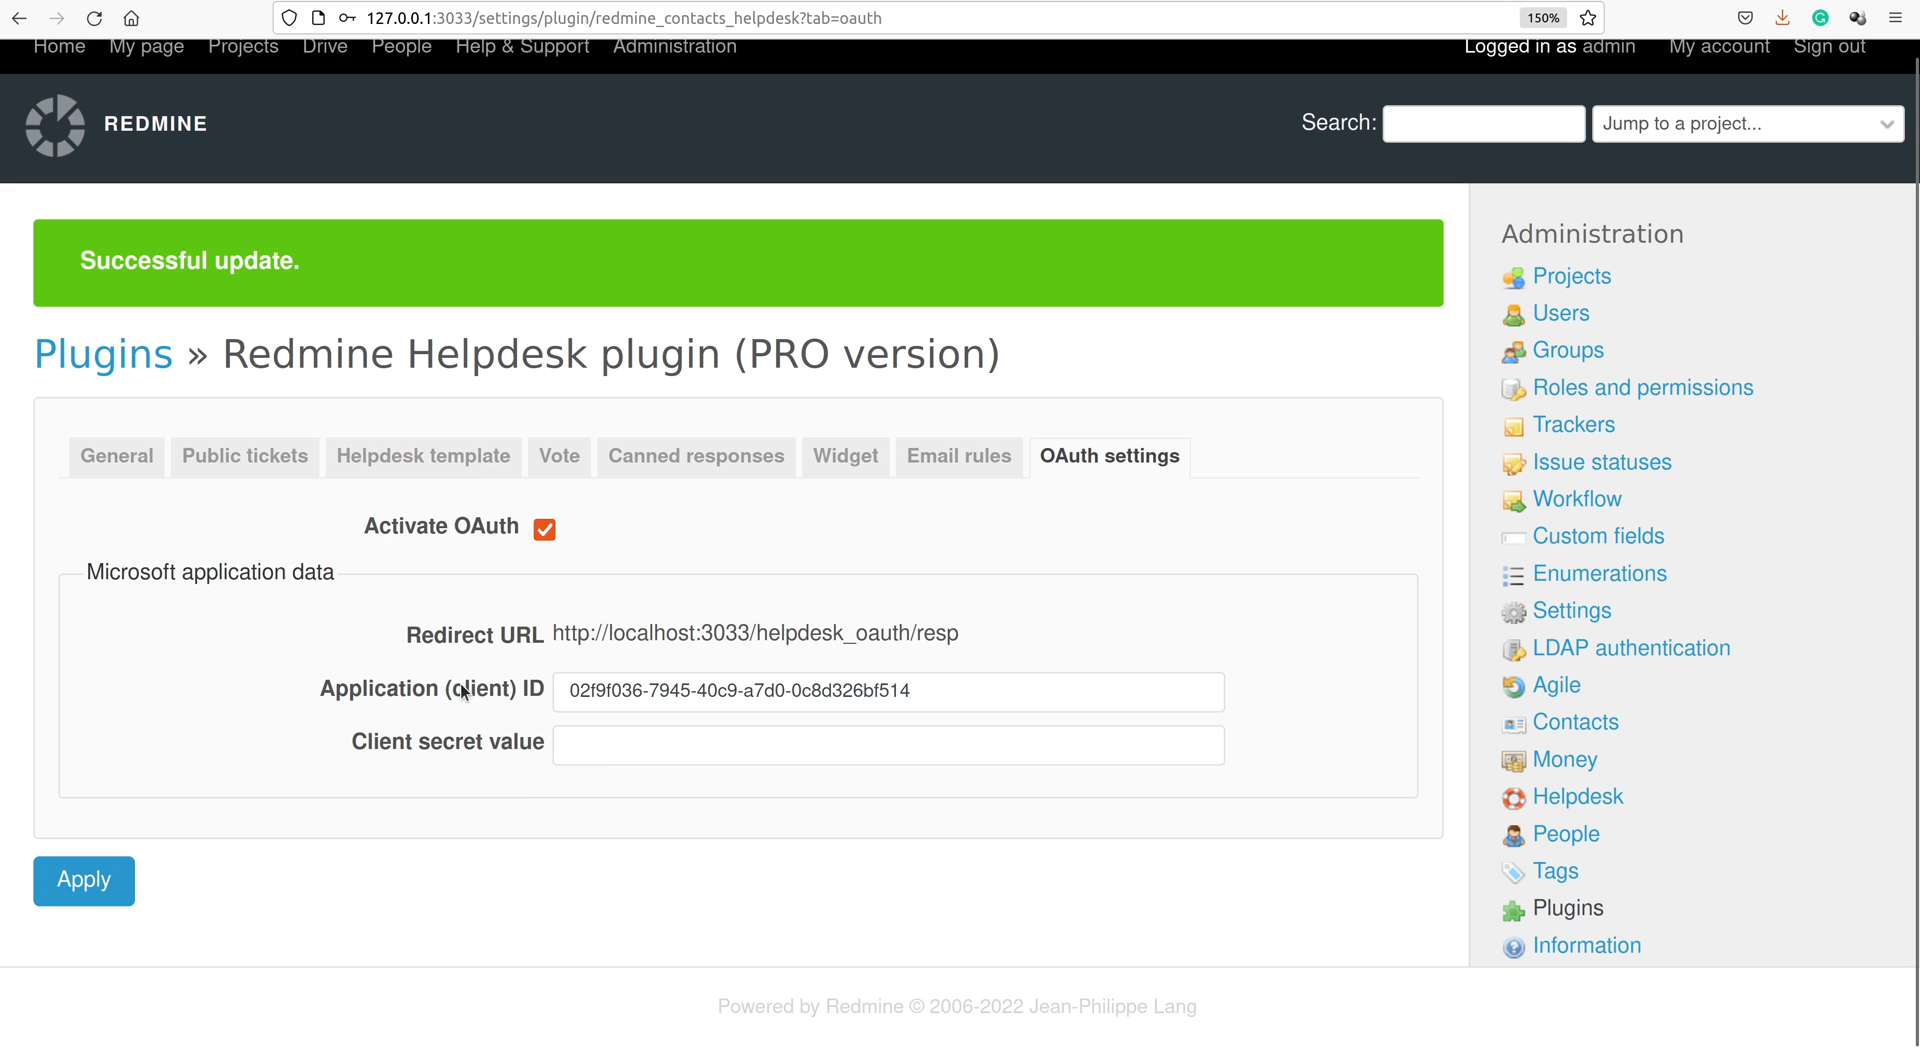 127.0.0.1:3033/settings/plugin/redmine_contacts_helpdesk?tab=oauth
150%
Home My page Projects Drive People Help & Support Administration
Logged in as admin My account Sign out
REDMINE
Search:
Jump to a project...
Successful update.
Plugins » Redmine Helpdesk plugin (PRO version)
General Public tickets Helpdesk template Vote Canned responses Widget Email rules OAuth settings
Activate OAuth
Microsoft application data
Redirect URL http://localhost:3033/helpdesk_oauth/resp
Application (client) ID 02f9f036-7945-40c9-a7d0-0c8d326bf514
Client secret value
Apply
Administration
Projects
Users
Groups
Roles and permissions
Trackers
Issue statuses
Workflow
Custom fields
Enumerations
Settings
LDAP authentication
Agile
Contacts
Money
Helpdesk
People
Tags
Plugins
Information
Powered by Redmine © 2006-2022 Jean-Philippe Lang